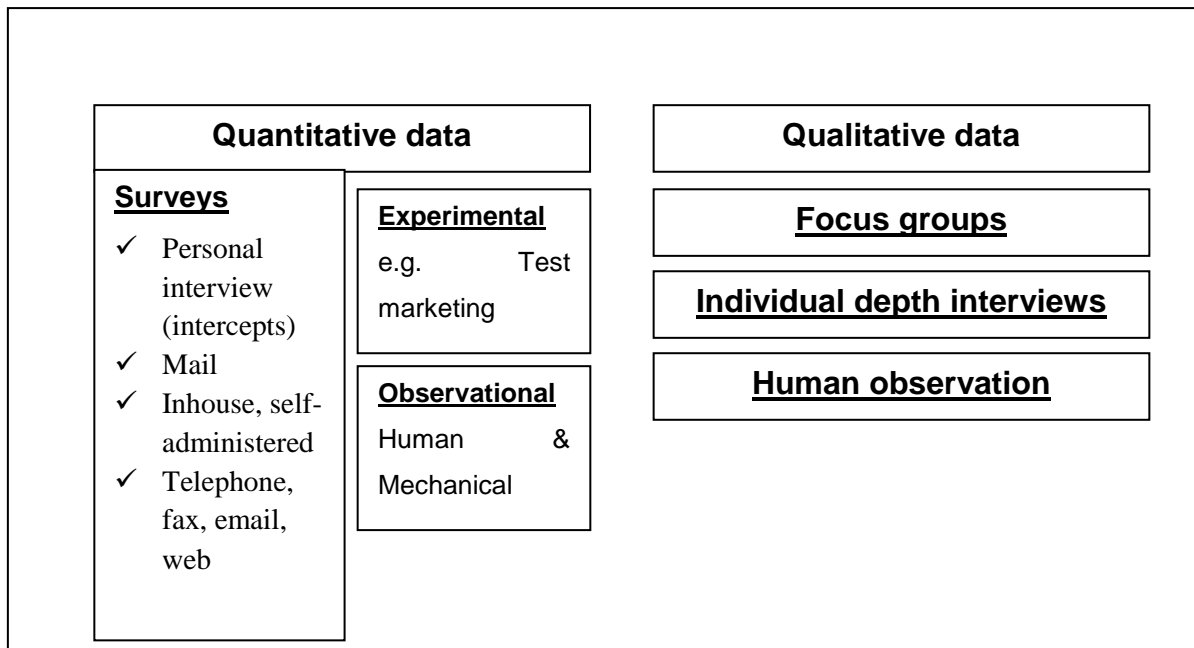 Quantitative data
Surveys
✓ Personal
interview
(intercepts)
✓ Mail
✓ Inhouse, self-
administered
✓ Telephone,
fax, email,
web
Experimental
e.g. Test
marketing
Observational
Human &
Mechanical
Qualitative data
Focus groups
Individual depth interviews
Human observation